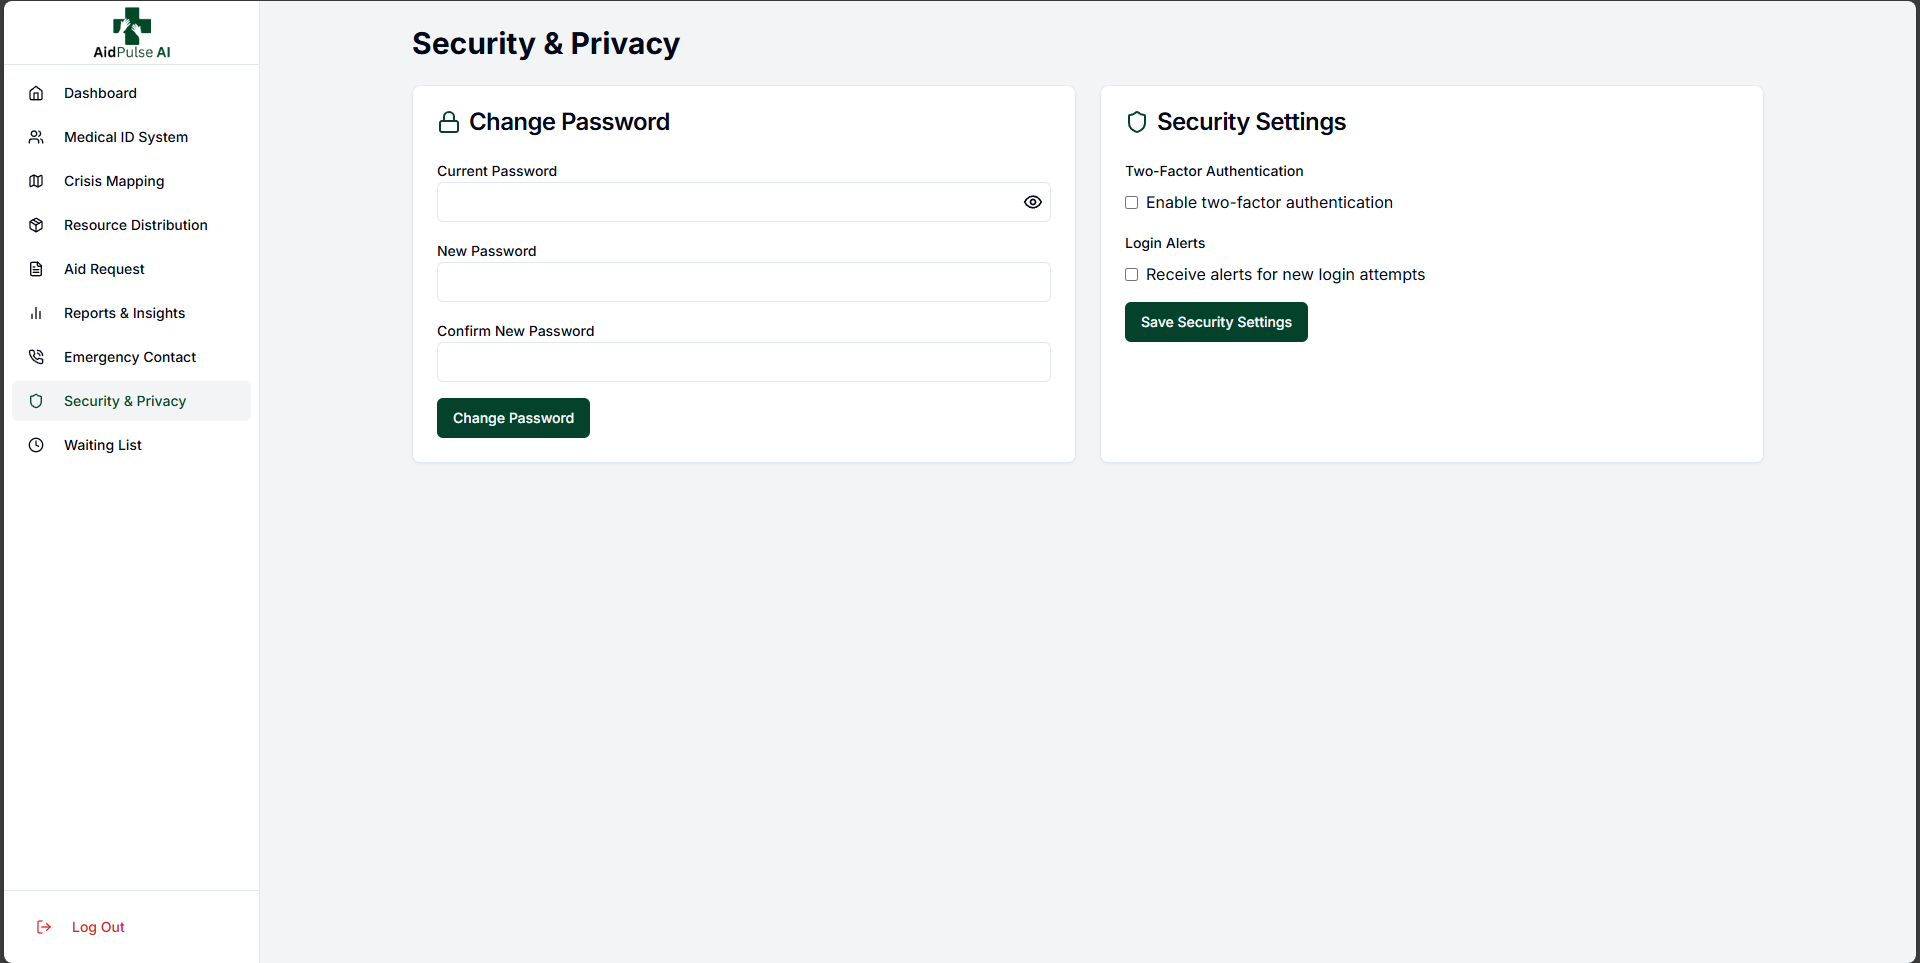 AidPulse AI
Dashboard
Medical ID System
Crisis Mapping
Resource Distribution
Aid Request
Reports & Insights
Emergency Contact
Security & Privacy
Waiting List
Log Out
Security & Privacy
Change Password
Current Password
New Password
Confirm New Password
Change Password
Security Settings
Two-Factor Authentication
Enable two-factor authentication
Login Alerts
Receive alerts for new login attempts
Save Security Settings